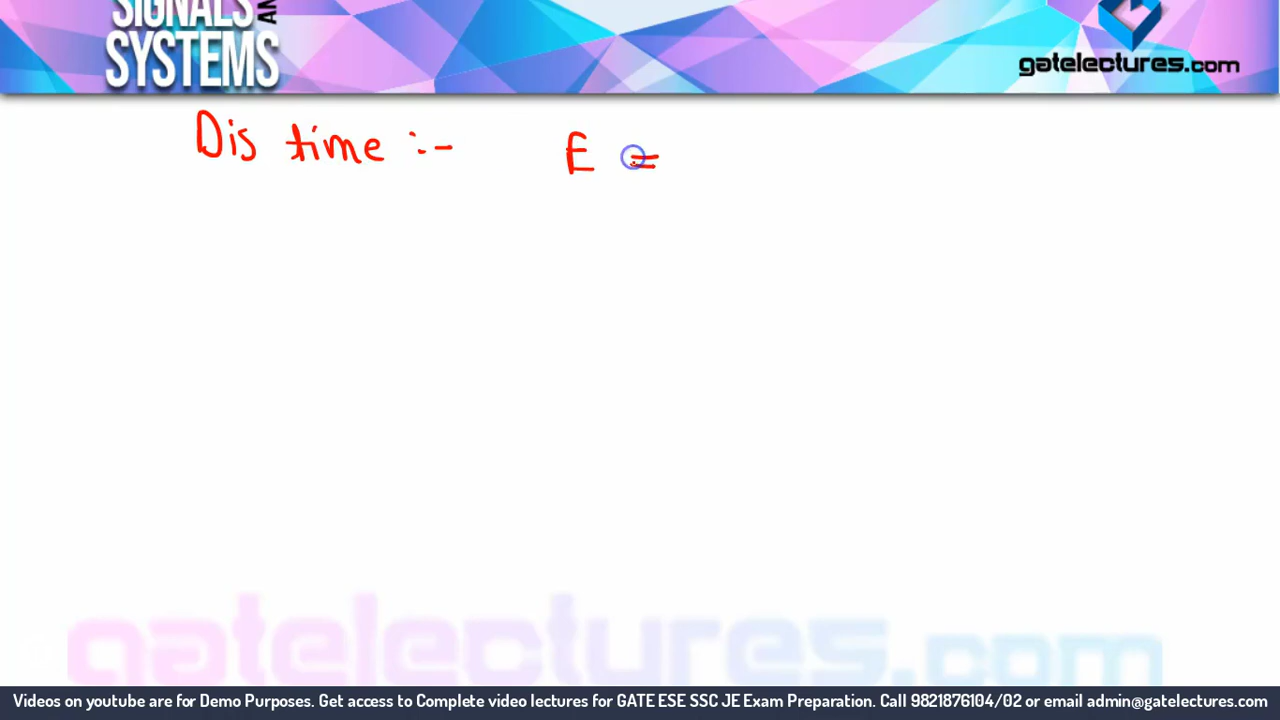 SIGNALS AND
SYSTEMS
gatelectures.com
Dis time :- E =
gatelectures.com
Videos on youtube are for Demo Purposes. Get access to Complete video lectures for GATE ESE SSC JE Exam Preparation. Call 9821876104/02 or email admin@gatelectures.com